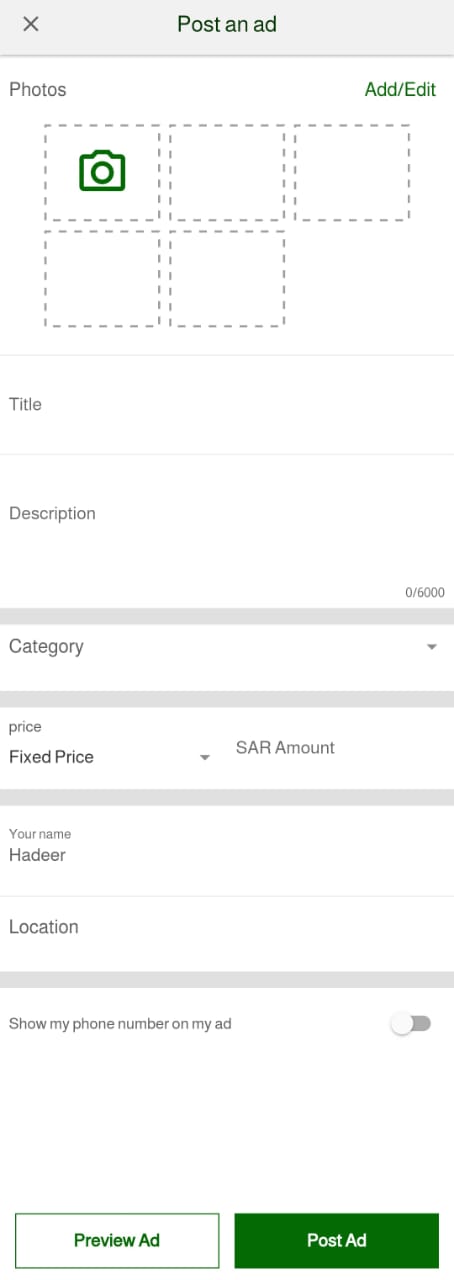 Post an ad
Photos
Add/Edit
Title
Description
0/6000
Category
price
Fixed Price
SAR Amount
Your name
Hadeer
Location
Show my phone number on my ad
Preview Ad
Post Ad